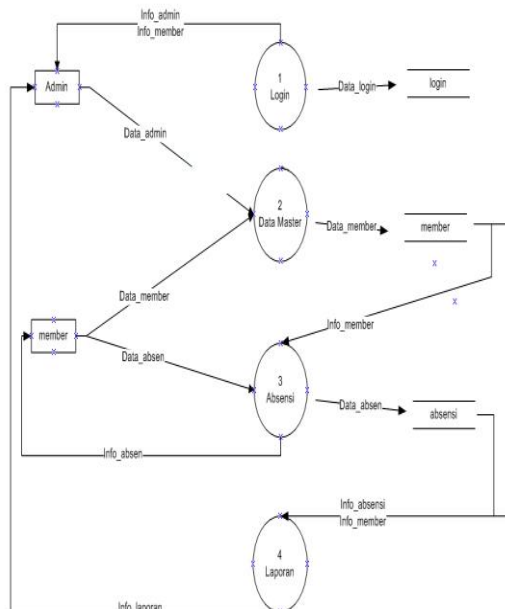 Info_admin
Info_member
1
Login
Admin
Data_login
login
Data_admin
2
Data Master
Data_member
member
Data_member
Info_member
member
Data_absen
3
Absensi
Data_absen
absensi
Info_absen
Info_absensi
Info_member
4
Laporan
Info_laporan